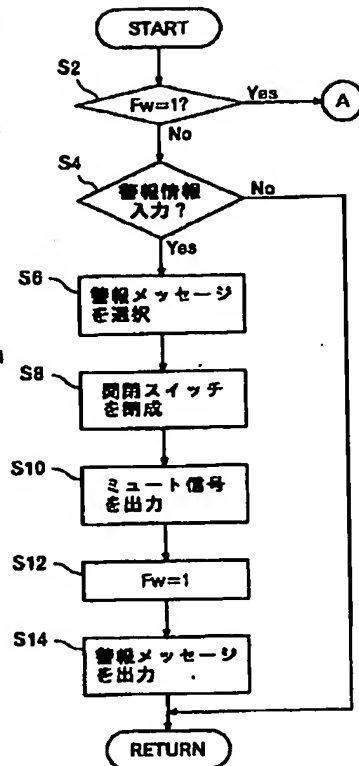 START
S2
Fw=1?
Yes
A
No
S4
警報情報
入力?
No
Yes
S6
警報メッセージ
を選択
S8
開閉スイッチ
を閉成
S10
ミュート信号
を出力
S12
Fw=1
S14
警報メッセージ
を出力
RETURN